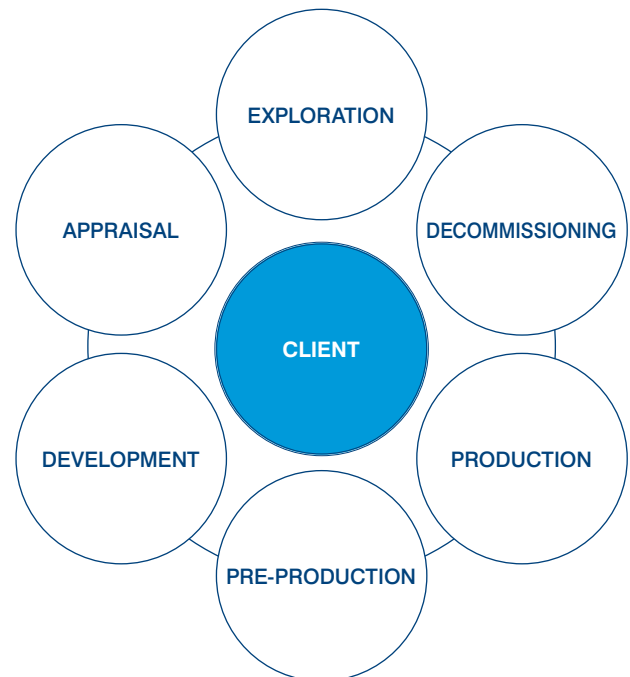 EXPLORATION
APPRAISAL
DECOMMISSIONING
CLIENT
DEVELOPMENT
PRODUCTION
PRE-PRODUCTION